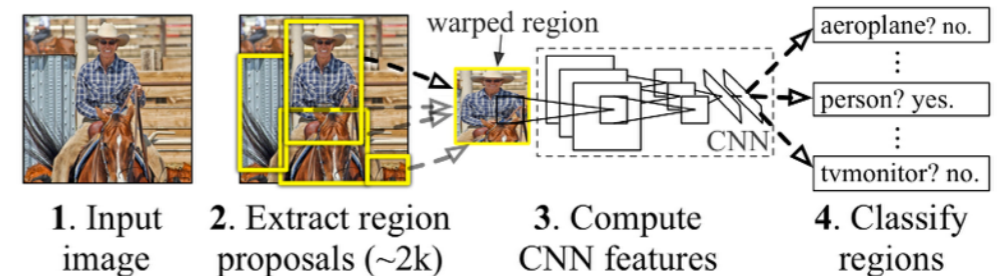 warped region
aeroplane? no.
person? yes.
CNN
tvmonitor? no.
1. Input
image
2. Extract region
proposals (~2k)
3. Compute
CNN features
4. Classify
regions